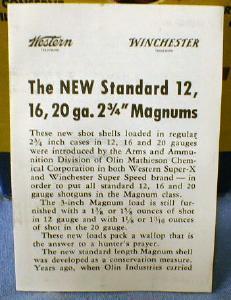 Western WINCHESTER
TRADEMARK TRADEMARK
The NEW Standard 12,
16, 20 ga. 2¾" Magnums
These new shot shells loaded in regular
2¾ inch cases in 12, 16 and 20 gauges
were introduced by the Arms and Ammu-
nition Division of Olin Mathieson Chem-
ical Corporation in both Western Super-X
and Winchester Super Speed brand — in
order to put all standard 12, 16 and 20
gauge shotguns in the Magnum class.
The 3-inch Magnum load is still fur-
nished with a 1⅜ or 1⅝ ounces of shot
in 12 gauge and with 1⅛ or 1 3/16 ounces
of shot in the 20 gauge.
These new loads pack a wallop that is
the answer to a hunter's prayer.
The new standard length Magnum shell
was developed as a conservation measure.
Years ago, when Olin Industries carried